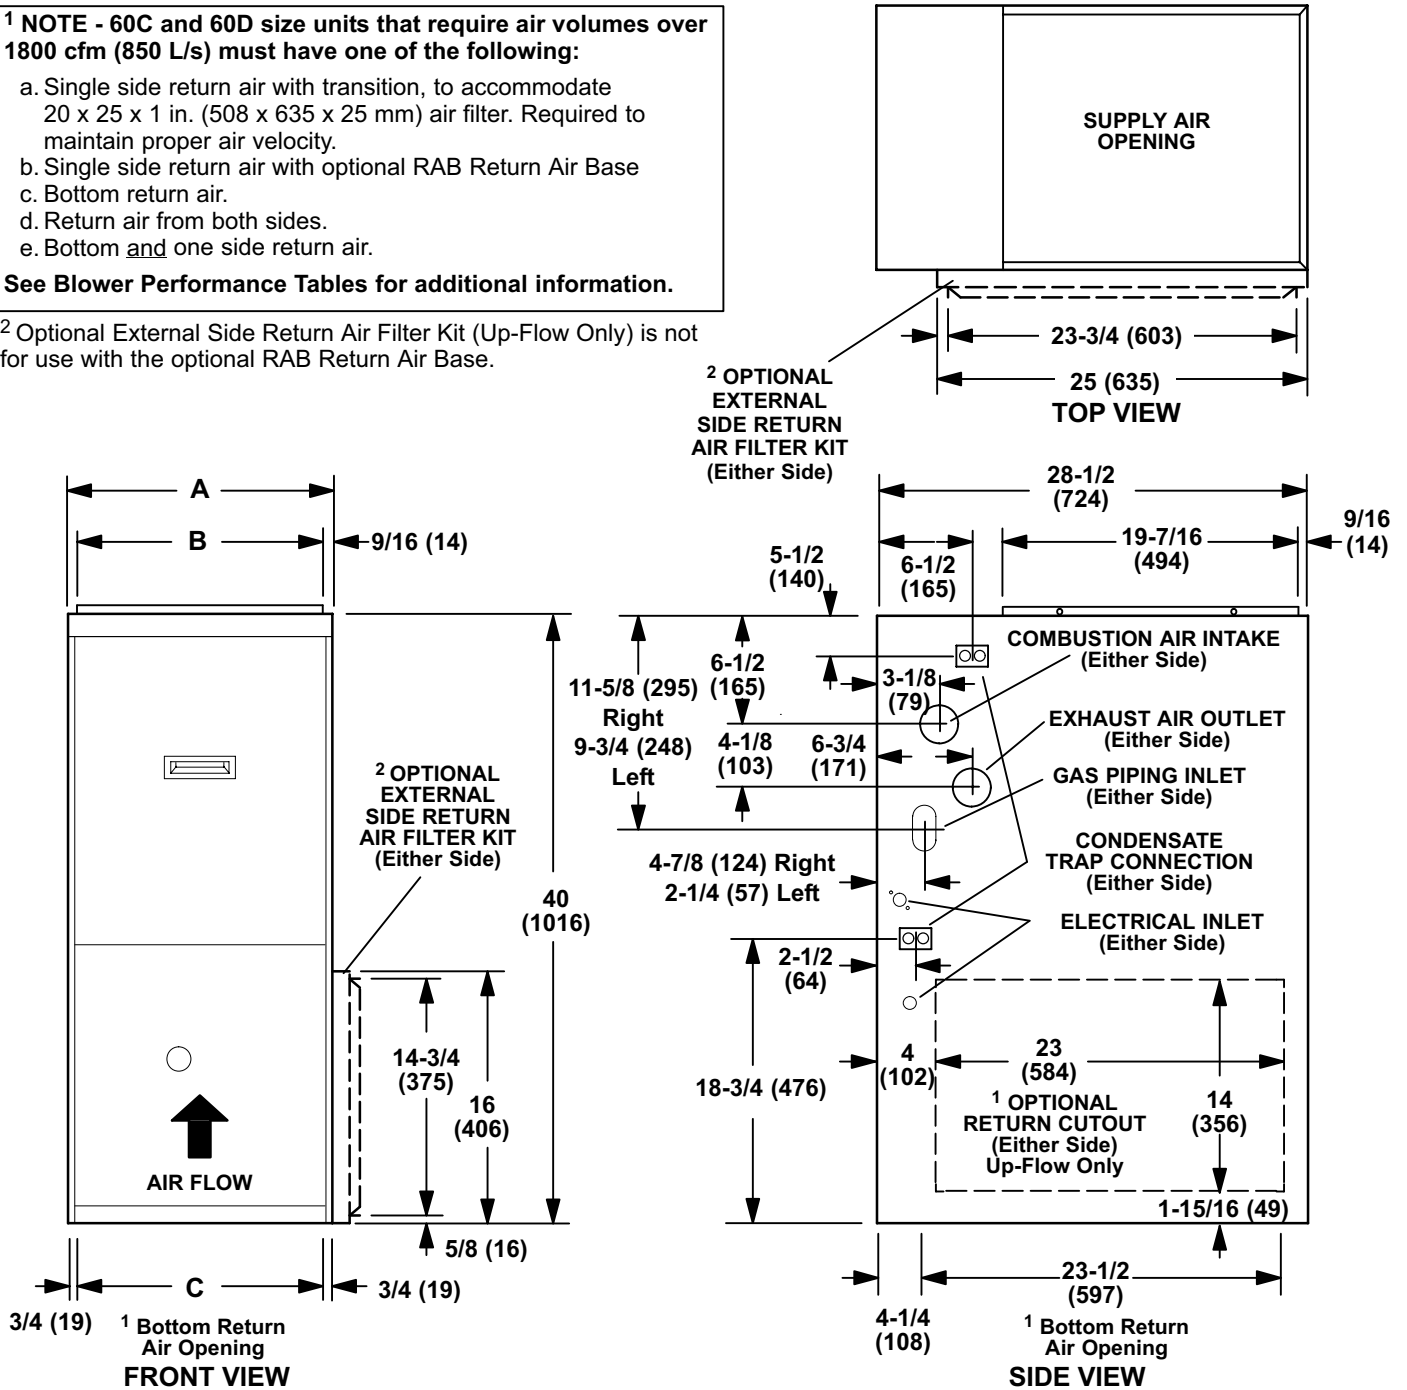 1 NOTE - 60C and 60D size units that require air volumes over
1800 cfm (850 L/s) must have one of the following:
a. Single side return air with transition, to accommodate
20 x 25 x 1 in. (508 x 635 x 25 mm) air filter. Required to
maintain proper air velocity.
b. Single side return air with optional RAB Return Air Base
c. Bottom return air.
d. Return air from both sides.
e. Bottom and one side return air.
See Blower Performance Tables for additional information.
2 Optional External Side Return Air Filter Kit (Up-Flow Only) is not
for use with the optional RAB Return Air Base.
SUPPLY AIR
OPENING
23-3/4 (603)
25 (635)
TOP VIEW
2 OPTIONAL
EXTERNAL
SIDE RETURN
AIR FILTER KIT
(Either Side)
A
B
9/16 (14)
2 OPTIONAL
EXTERNAL
SIDE RETURN
AIR FILTER KIT
(Either Side)
40
(1016)
14-3/4
(375)
16
(406)
AIR FLOW
5/8 (16)
C
3/4 (19)
3/4 (19)
1 Bottom Return
Air Opening
FRONT VIEW
28-1/2
(724)
9/16
(14)
19-7/16
(494)
6-1/2
(165)
5-1/2
(140)
6-1/2
(165)
11-5/8 (295)
Right
9-3/4 (248)
Left
3-1/8
(79)
4-1/8
(103)
6-3/4
(171)
COMBUSTION AIR INTAKE
(Either Side)
EXHAUST AIR OUTLET
(Either Side)
GAS PIPING INLET
(Either Side)
CONDENSATE
TRAP CONNECTION
(Either Side)
ELECTRICAL INLET
(Either Side)
4-7/8 (124) Right
2-1/4 (57) Left
2-1/2
(64)
18-3/4 (476)
4
(102)
23
(584)
1 OPTIONAL
RETURN CUTOUT
(Either Side)
Up-Flow Only
14
(356)
1-15/16 (49)
23-1/2
(597)
4-1/4
(108)
1 Bottom Return
Air Opening
SIDE VIEW